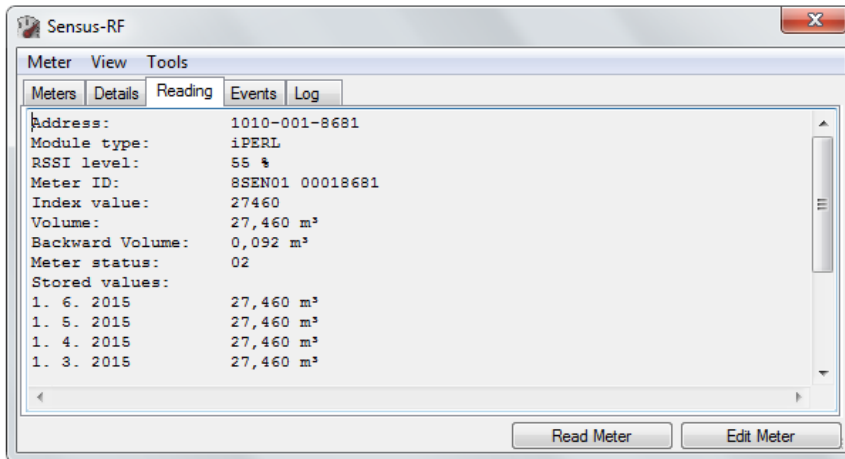 Sensus-RF
Meter View Tools
Meters Details Reading Events Log
Address: 1010-001-8681
Module type: iPERL
RSSI level: 55 %
Meter ID: 8SEN01 00018681
Index value: 27460
Volume: 27,460 m³
Backward Volume: 0,092 m³
Meter status: 02
Stored values:
1. 6. 2015 27,460 m³
1. 5. 2015 27,460 m³
1. 4. 2015 27,460 m³
1. 3. 2015 27,460 m³
Read Meter Edit Meter